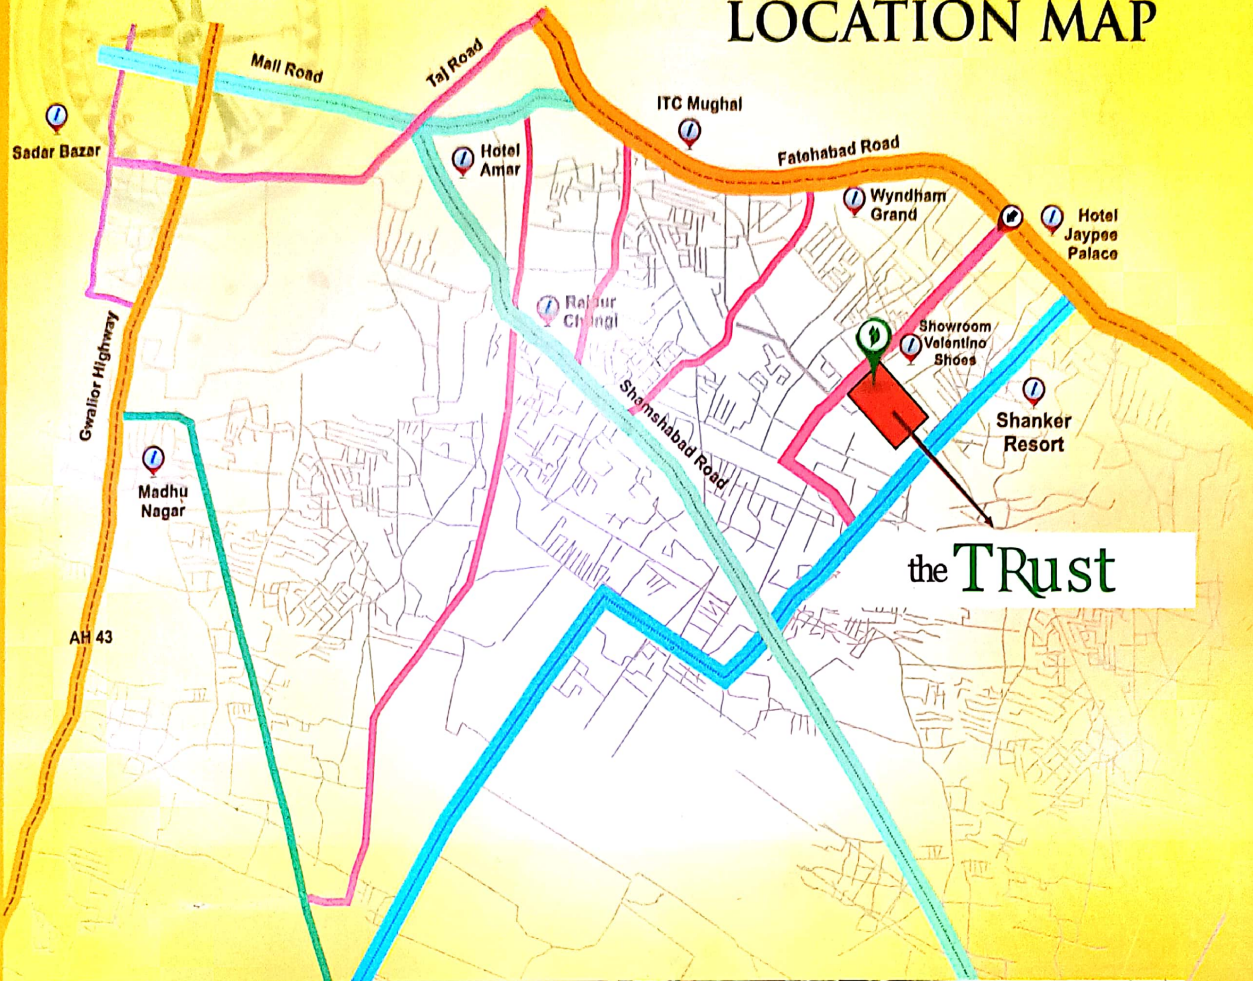 LOCATION MAP
Mall Road
Taj Road
ITC Mughal
Sadar Bazar
Hotel
Amar
Fatehabad Road
Wyndham
Grand
Hotel
Jaypee
Palace
Rajpur
Chungi
Showroom
Velentino
Shoes
Gwalior Highway
Shamshabad Road
Shanker
Resort
Madhu
Nagar
the TRust
AH 43